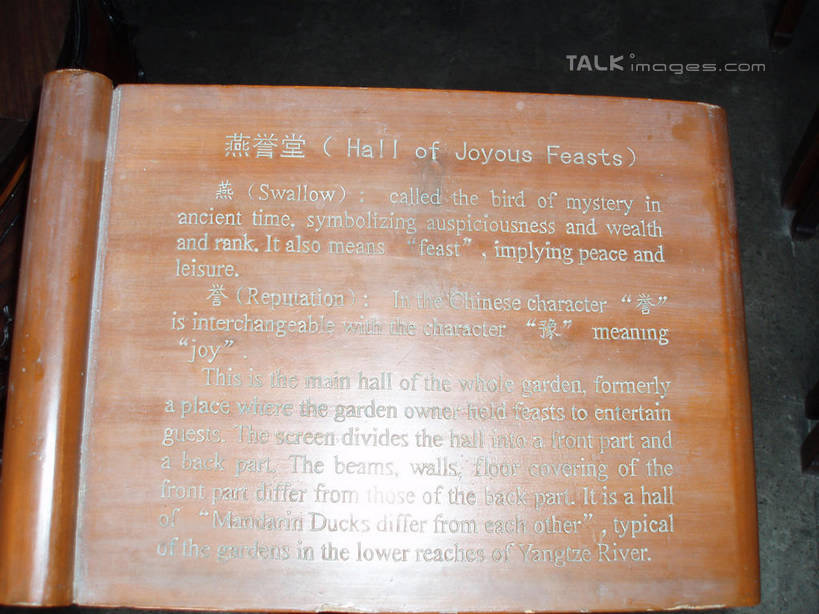 TALKimages.com
燕誉堂 ( Hall of Joyous Feasts)
燕 (Swallow) : called the bird of mystery in
ancient time, symbolizing auspiciousness and wealth
and rank. It also means "feast" , implying peace and
leisure.
誉 (Reputation) : In the Chinese character "誉"
is interchangeable with the character "豫" meaning
"joy" .
This is the main hall of the whole garden, formerly
a place where the garden owner held feasts to entertain
guests. The screen divides the hall into a front part and
a back part. The beams, walls, floor covering of the
front part differ from those of the back part. It is a hall
of "Mandarin Ducks differ from each other" , typical
of the gardens in the lower reaches of Yangtze River.